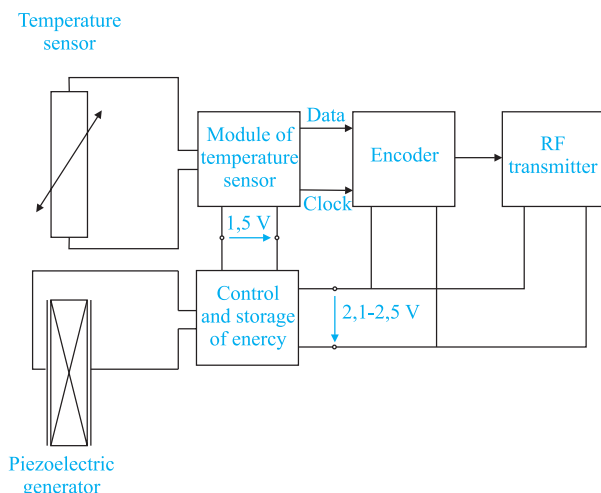 Temperature
sensor
Module of
temperature
sensor
Data
Clock
Encoder
RF
transmitter
1,5 V
Control
and storage
of enercy
2,1-2,5 V
Piezoelectric
generator